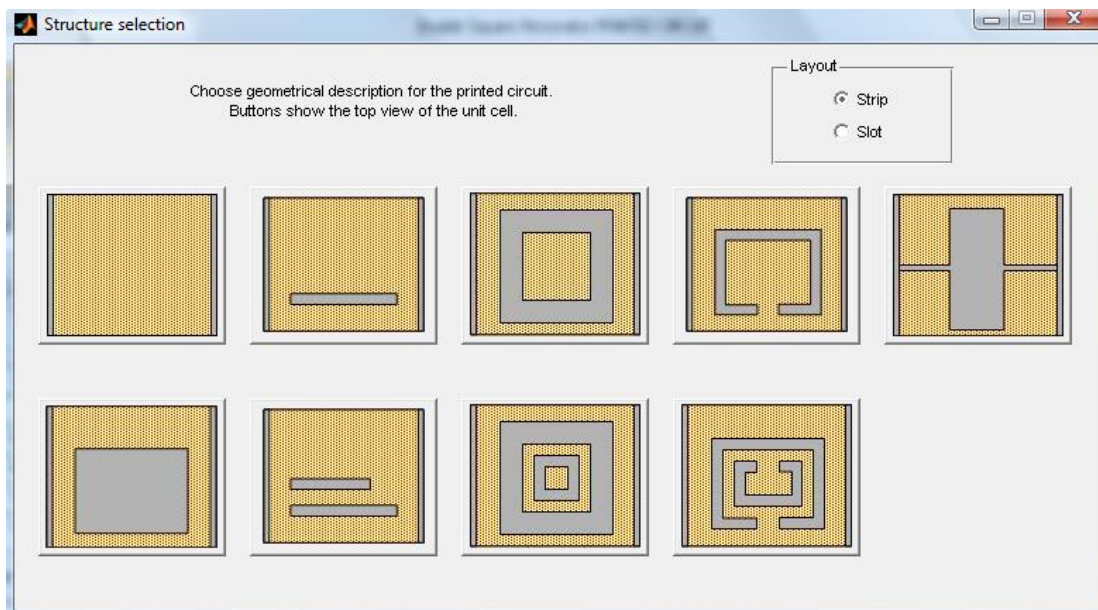 Structure selection
Choose geometrical description for the printed circuit.
Buttons show the top view of the unit cell.
Layout
Strip
Slot